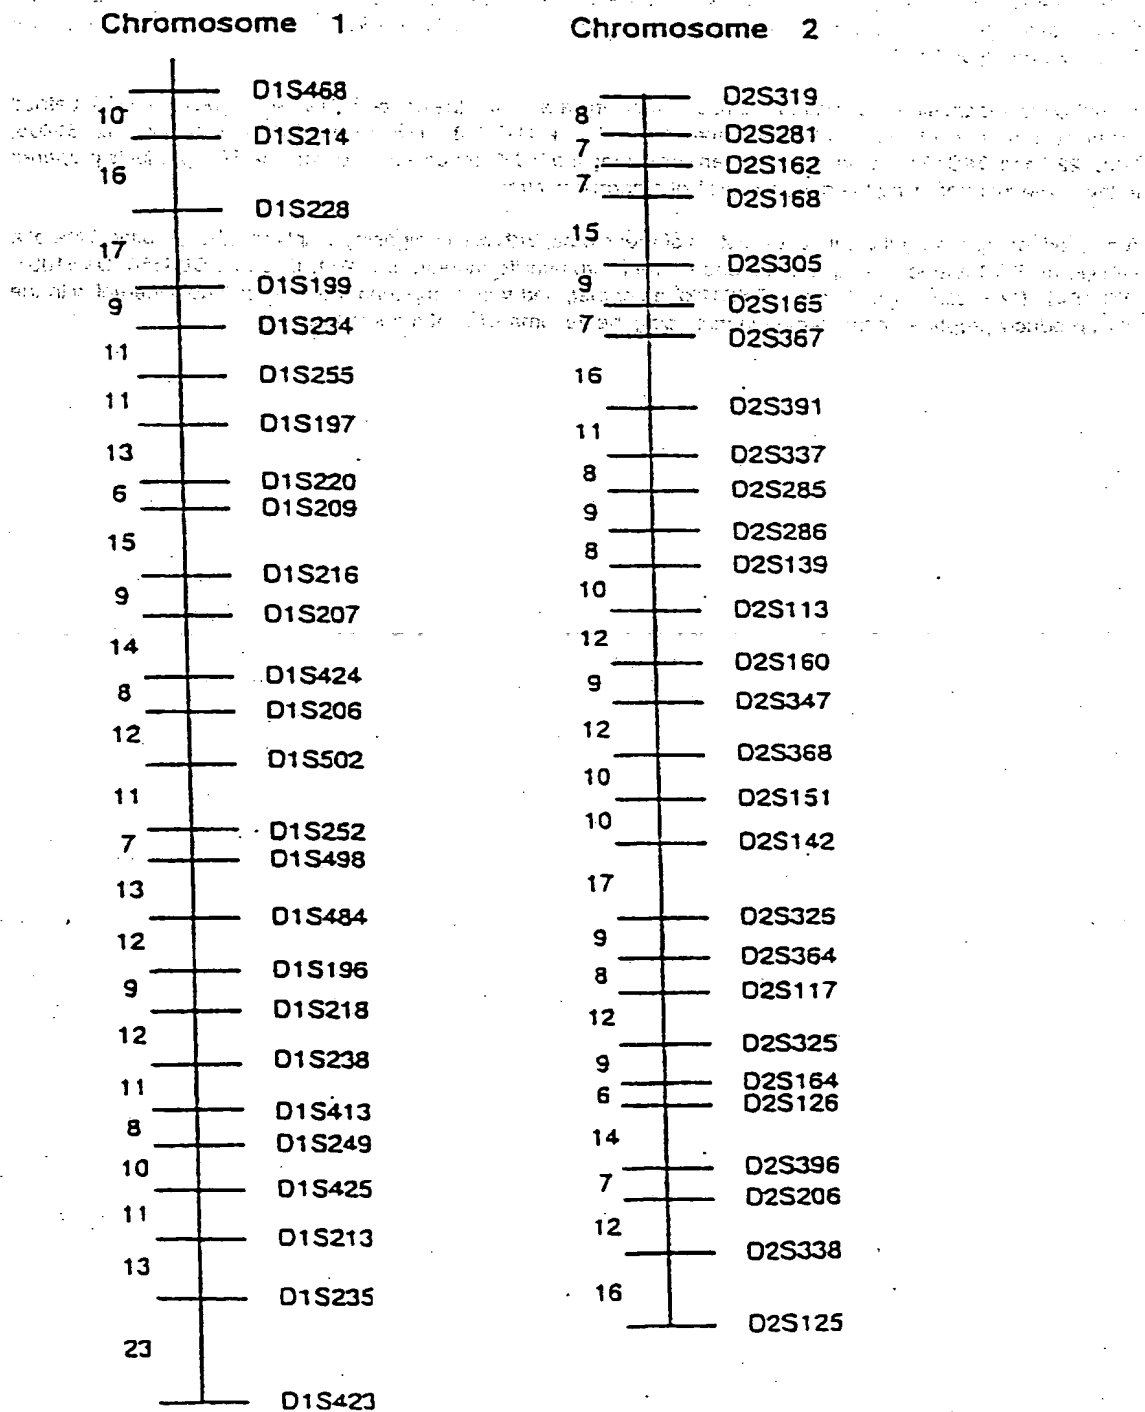 Chromosome 1
D1S468
10
D1S214
16
D1S228
17
D1S199
9
D1S234
11
D1S255
11
D1S197
13
D1S220
6
D1S209
15
D1S216
9
D1S207
14
D1S424
8
D1S206
12
D1S502
11
D1S252
7
D1S498
13
D1S484
12
D1S196
9
D1S218
12
D1S238
11
D1S413
8
D1S249
10
D1S425
11
D1S213
13
D1S235
23
D1S423
Chromosome 2
D2S319
8
D2S281
7
D2S162
7
D2S168
15
D2S305
9
D2S165
7
D2S367
16
D2S391
11
D2S337
8
D2S285
9
D2S286
8
D2S139
10
D2S113
12
D2S160
9
D2S347
12
D2S368
10
D2S151
10
D2S142
17
D2S325
9
D2S364
8
D2S117
12
D2S325
9
D2S164
6
D2S126
14
D2S396
7
D2S206
12
D2S338
16
D2S125